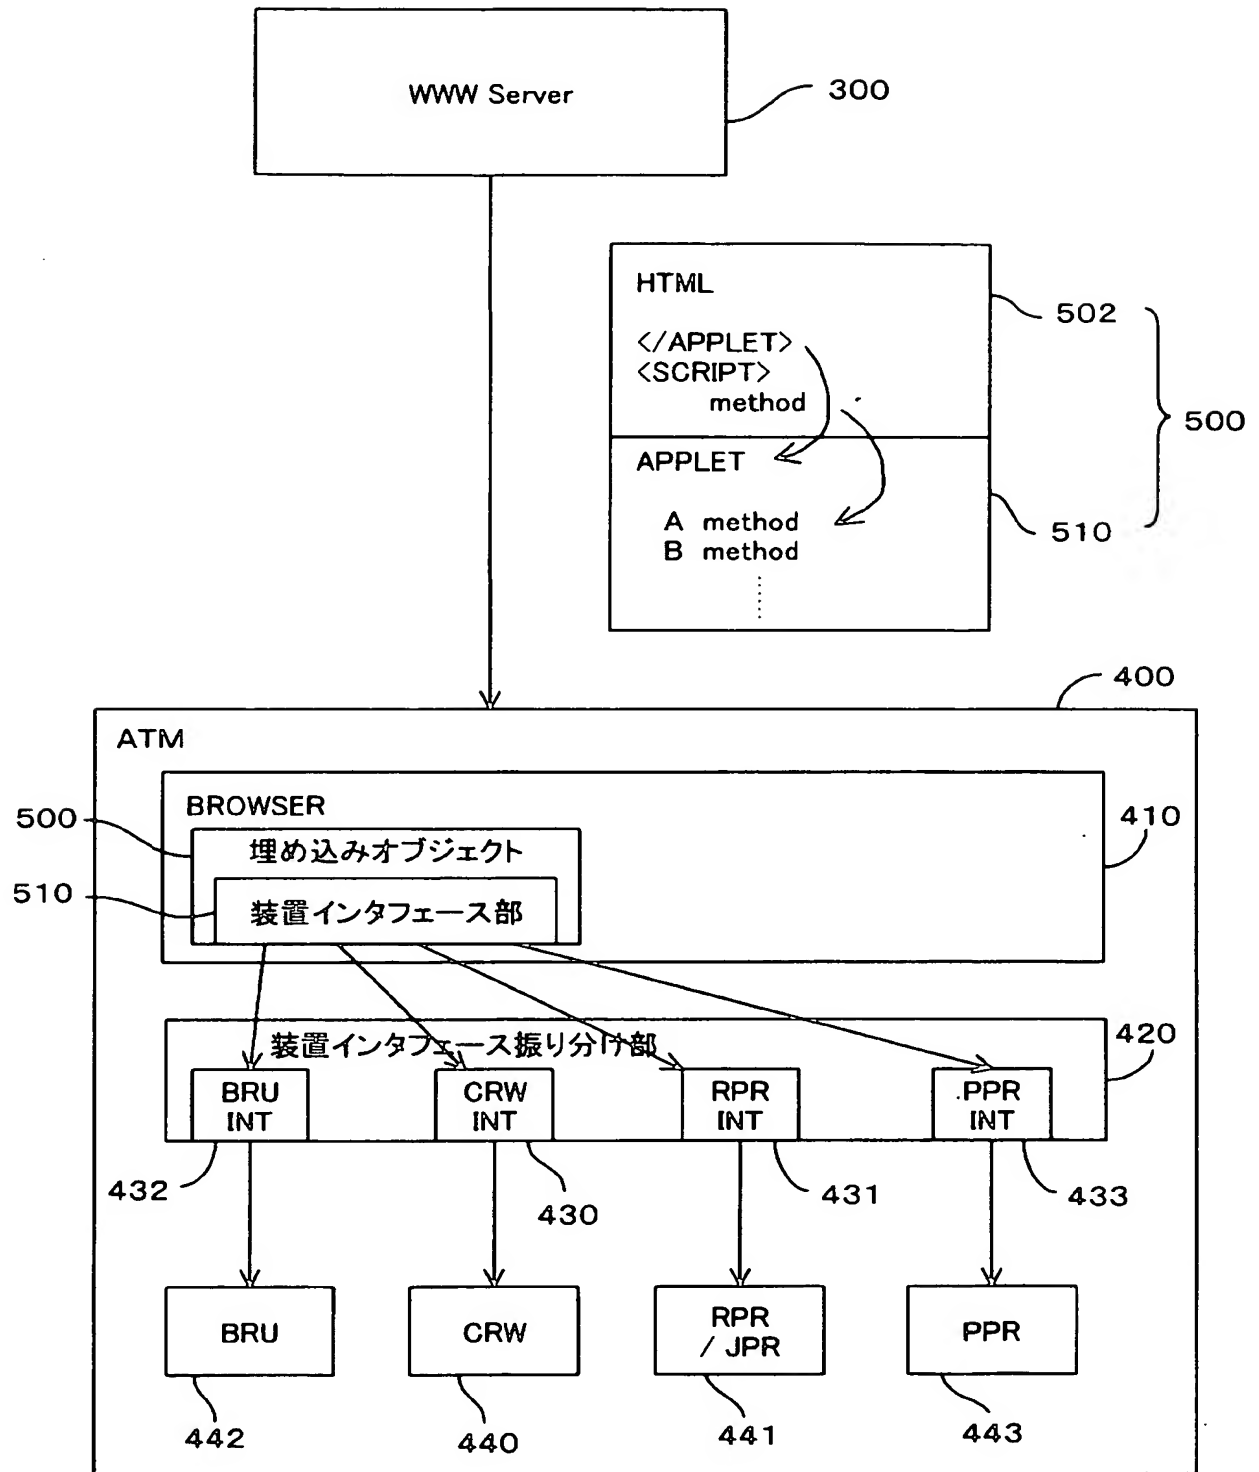 WWW Server
300
HTML
502
</APPLET>
<SCRIPT>
method
500
APPLET
A method
B method
510
400
ATM
BROWSER
410
500
埋め込みオブジェクト
510
装置インタフェース部
420
装置インタフェース振り分け部
BRU
INT
CRW
INT
RPR
INT
PPR
INT
432
430
431
433
BRU
CRW
RPR
/ JPR
PPR
442
440
441
443